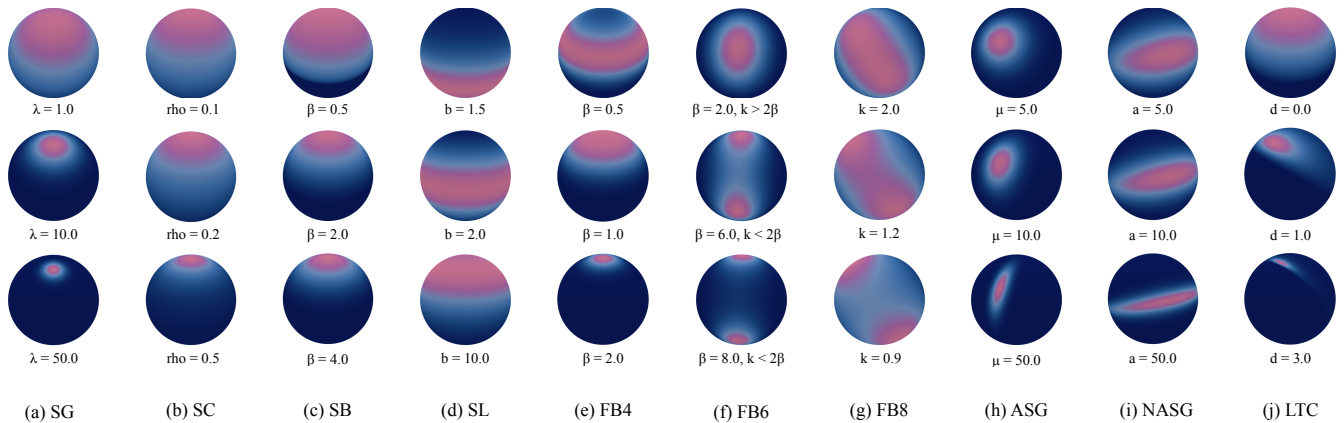 λ = 1.0 rho = 0.1 β = 0.5 b = 1.5 β = 0.5 β = 2.0, k > 2β k = 2.0 μ = 5.0 a = 5.0 d = 0.0
λ = 10.0 rho = 0.2 β = 2.0 b = 2.0 β = 1.0 β = 6.0, k < 2β k = 1.2 μ = 10.0 a = 10.0 d = 1.0
λ = 50.0 rho = 0.5 β = 4.0 b = 10.0 β = 2.0 β = 8.0, k < 2β k = 0.9 μ = 50.0 a = 50.0 d = 3.0
(a) SG (b) SC (c) SB (d) SL (e) FB4 (f) FB6 (g) FB8 (h) ASG (i) NASG (j) LTC